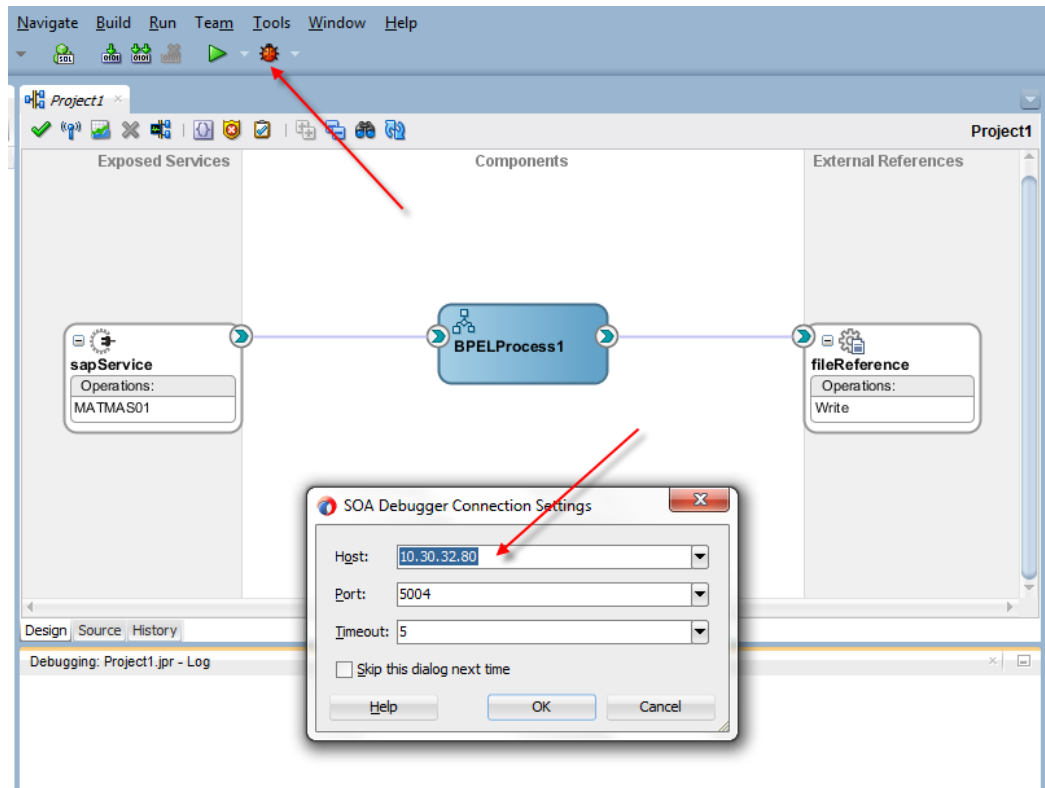 Navigate Build Run Team Tools Window Help
Project1
Project1
Exposed Services Components External References
BPELProcess1
sapService
Operations:
MATMAS01
fileReference
Operations:
Write
SOA Debugger Connection Settings
Host: 10.30.32.80
Port: 5004
Timeout: 5
Skip this dialog next time
Help OK Cancel
Design Source History
Debugging: Project1.jpr - Log